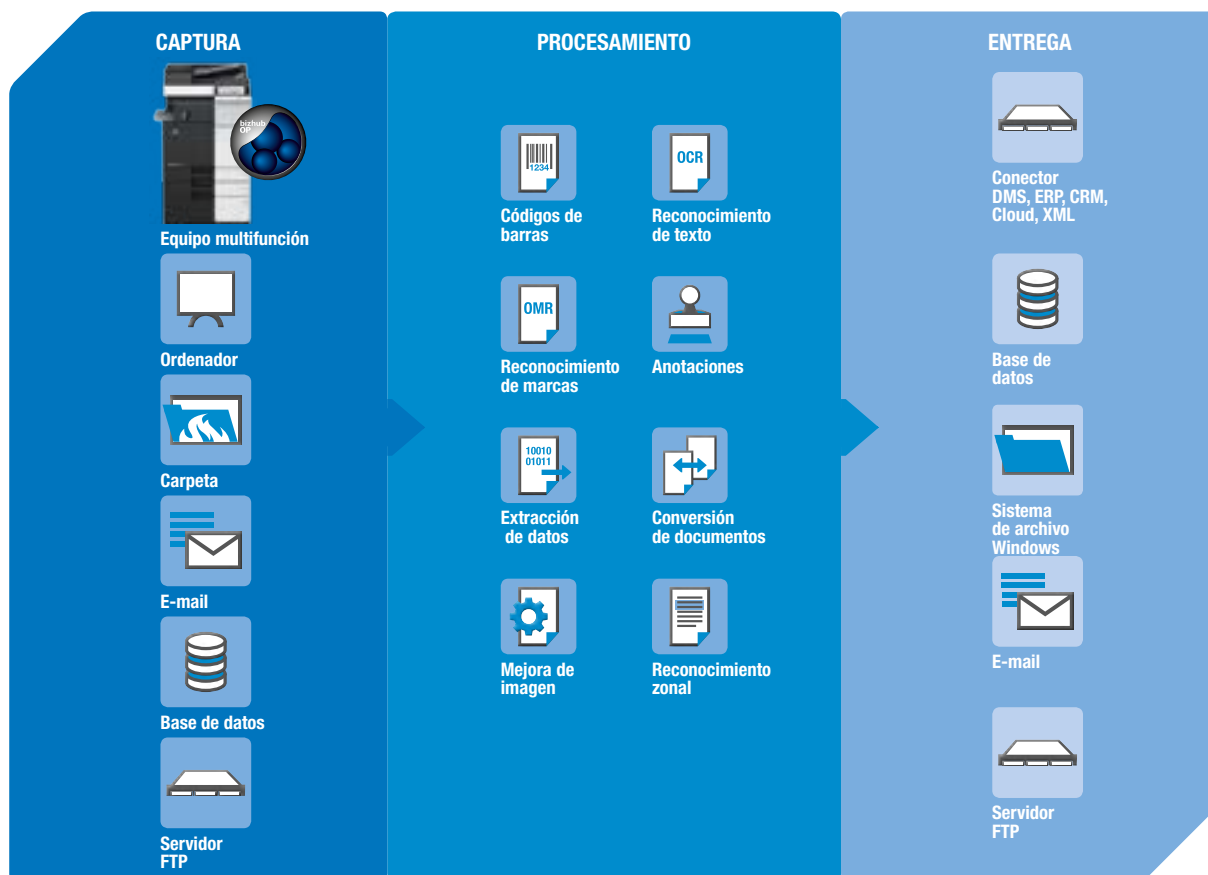 CAPTURA
bizhub
OP
Equipo multifunción
Ordenador
Carpeta
E-mail
Base de datos
Servidor
FTP
PROCESAMIENTO
1234
Códigos de
barras
OCR
Reconocimiento
de texto
OMR
Reconocimiento
de marcas
Anotaciones
10010
01011
Extracción
de datos
Conversión
de documentos
Mejora de
imagen
Reconocimiento
zonal
ENTREGA
Conector
DMS, ERP, CRM,
Cloud, XML
Base de
datos
Sistema
de archivo
Windows
E-mail
Servidor
FTP